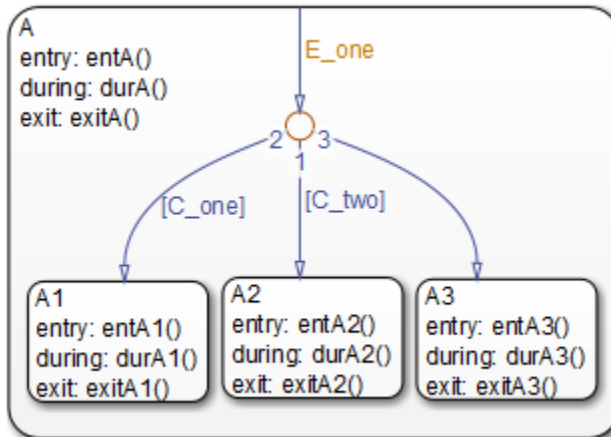 A
entry: entA()
during: durA()
exit: exitA()
E_one
2
1
3
[C_one]
[C_two]
A1
entry: entA1()
during: durA1()
exit: exitA1()
A2
entry: entA2()
during: durA2()
exit: exitA2()
A3
entry: entA3()
during: durA3()
exit: exitA3()